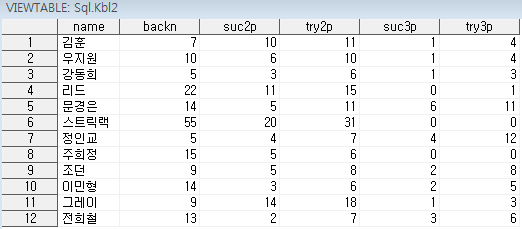 VIEWTABLE: Sql.Kbl2
name backn suc2p try2p suc3p try3p
1 김훈 7 10 11 1 4
2 우지원 10 6 10 1 4
3 강동희 5 3 6 1 3
4 리드 22 11 15 0 1
5 문경은 14 5 11 6 11
6 스트릭랙 55 20 31 0 0
7 정인교 5 4 7 4 12
8 주희정 15 5 6 0 0
9 조던 9 5 8 2 3
10 이민형 14 3 6 2 5
11 그레이 9 14 18 1 3
12 전희철 13 2 7 3 6